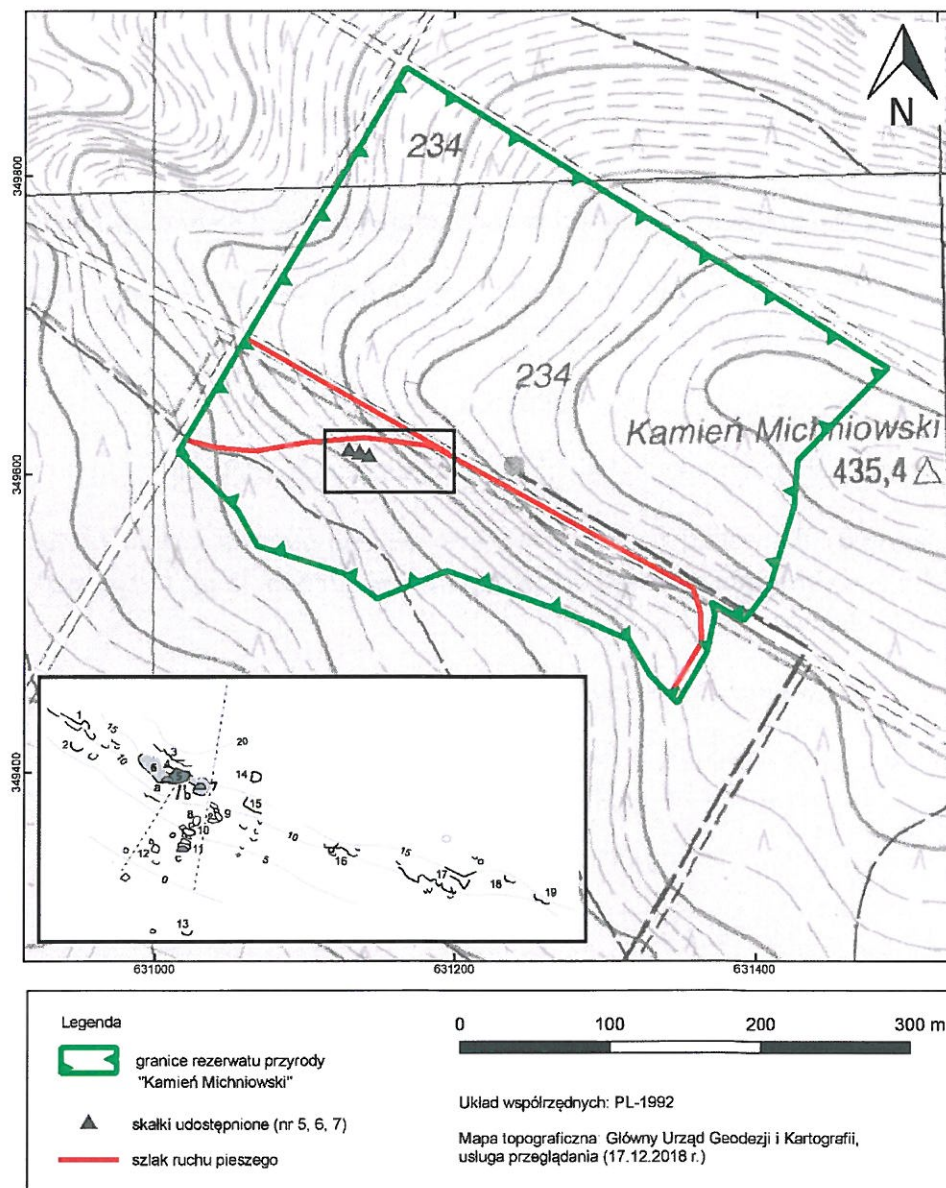 N
234
349800
234
Kamień Michniowski
435,4
349600
349400
1
15
2
10
3
20
6
5
14
a
b
7
15
8
9
10
12
11
c
10
5
16
15
17
18
19
0
13
631000
631200
631400
Legenda
granice rezerwatu przyrody
"Kamień Michniowski"
skałki udostępnione (nr 5, 6, 7)
szlak ruchu pieszego
0 100 200 300 m
Układ współrzędnych: PL-1992
Mapa topograficzna: Główny Urząd Geodezji i Kartografii,
usługa przeglądania (17.12.2018 r.)